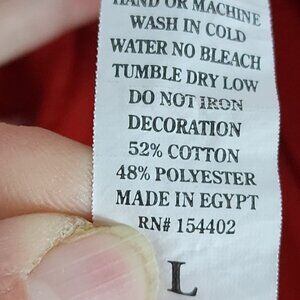 HAND OR MACHINE
WASH IN COLD
WATER NO BLEACH
TUMBLE DRY LOW
DO NOT IRON
DECORATION
52% COTTON
48% POLYESTER
MADE IN EGYPT
RN# 154402
L